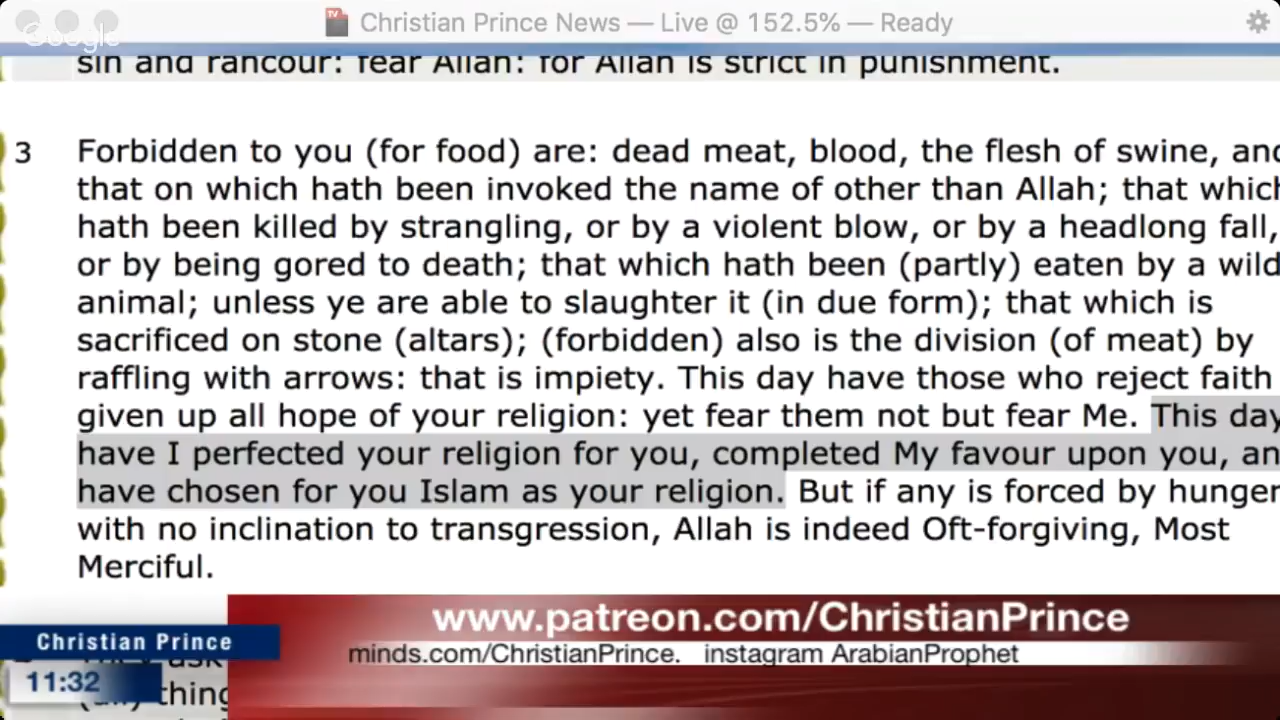 Christian Prince News — Live @ 152.5% — Ready
Google
sin and rancour: fear Allah: for Allah is strict in punishment.
3 Forbidden to you (for food) are: dead meat, blood, the flesh of swine, and
that on which hath been invoked the name of other than Allah; that which
hath been killed by strangling, or by a violent blow, or by a headlong fall,
or by being gored to death; that which hath been (partly) eaten by a wild
animal; unless ye are able to slaughter it (in due form); that which is
sacrificed on stone (altars); (forbidden) also is the division (of meat) by
raffling with arrows: that is impiety. This day have those who reject faith
given up all hope of your religion: yet fear them not but fear Me. This day
have I perfected your religion for you, completed My favour upon you, an
have chosen for you Islam as your religion. But if any is forced by hunger
with no inclination to transgression, Allah is indeed Oft-forgiving, Most
Merciful.
www.patreon.com/ChristianPrince
Christian Prince
minds.com/ChristianPrince. instagram ArabianProphet
ask
11:32
thing